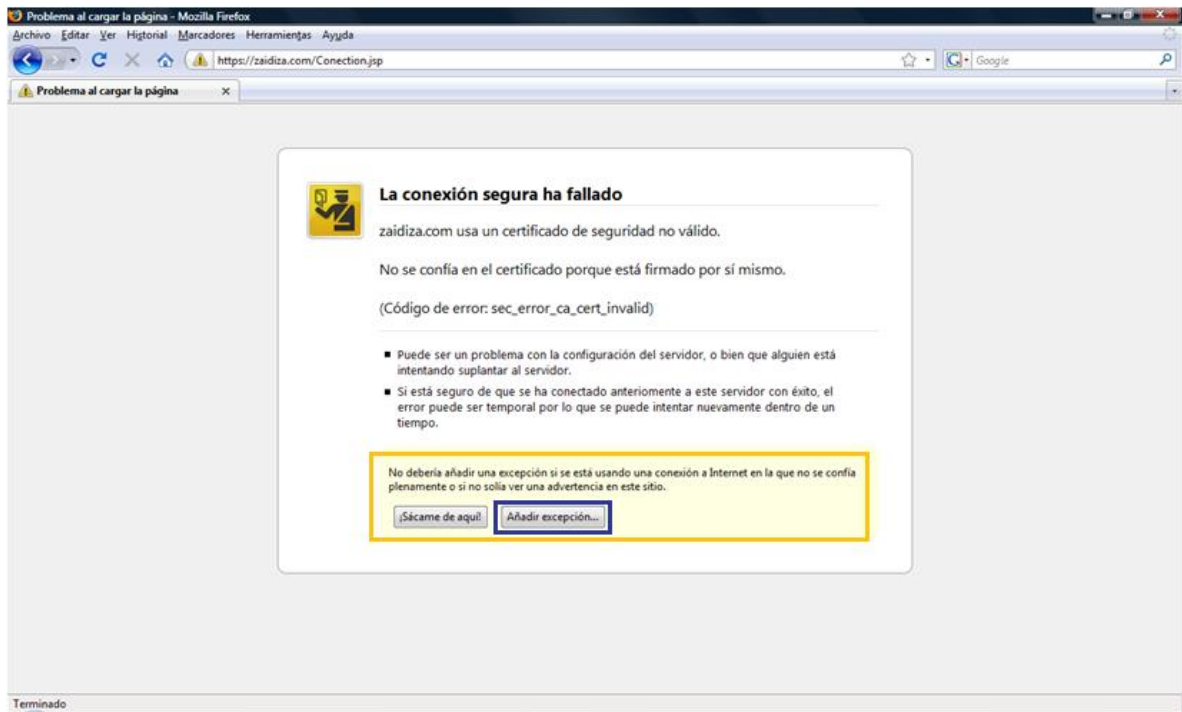 Problema al cargar la página - Mozilla Firefox
Archivo Editar Ver Historial Marcadores Herramientas Ayuda
https://zaidiza.com/Conection.jsp
Google
Problema al cargar la página
La conexión segura ha fallado
zaidiza.com usa un certificado de seguridad no válido.
No se confía en el certificado porque está firmado por sí mismo.
(Código de error: sec_error_ca_cert_invalid)
Puede ser un problema con la configuración del servidor, o bien que alguien está
intentando suplantar al servidor.
Si está seguro de que se ha conectado anteriomente a este servidor con éxito, el
error puede ser temporal por lo que se puede intentar nuevamente dentro de un
tiempo.
No debería añadir una excepción si se está usando una conexión a Internet en la que no se confía
plenamente o si no solía ver una advertencia en este sitio.
¡Sácame de aquí! Añadir excepción...
Terminado